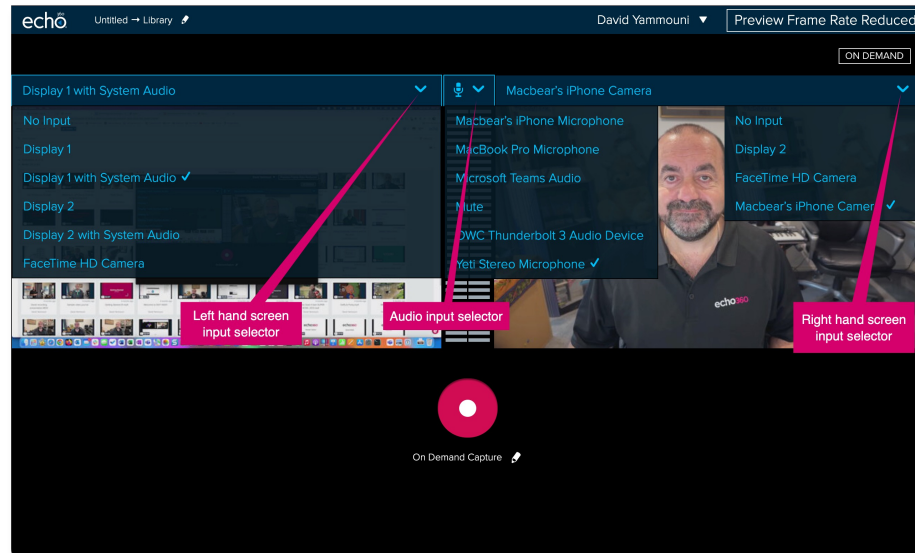 echo360
Untitled → Library
David Yammouni ▼
Preview Frame Rate Reduced
ON DEMAND
Display 1 with System Audio
Macbear's iPhone Camera
No Input
Display 1
Display 1 with System Audio ✓
Display 2
Display 2 with System Audio
FaceTime HD Camera
Macbear's iPhone Microphone
MacBook Pro Microphone
Microsoft Teams Audio
Mute
OWC Thunderbolt 3 Audio Device
Yeti Stereo Microphone ✓
No Input
Display 2
FaceTime HD Camera
Macbear's iPhone Camera ✓
echo360
Left hand screen
input selector
Audio input selector
Right hand screen
input selector
On Demand Capture